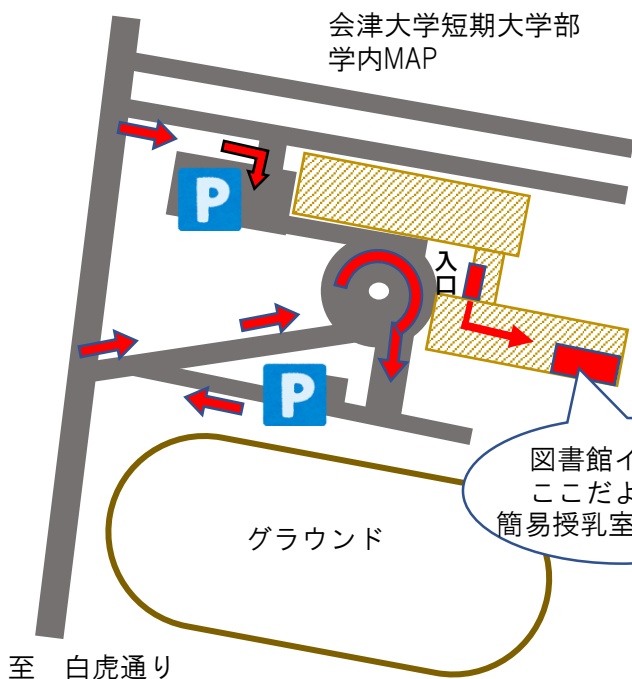 会津大学短期大学部
学内MAP
P
入
口
P
図書館イ
ここだよ
簡易授乳室
グラウンド
至　白虎通り